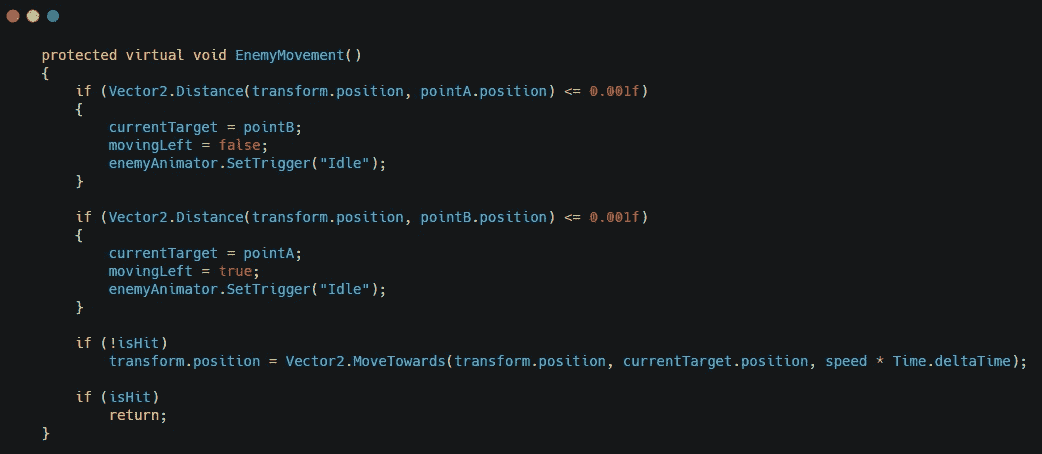 protected virtual void EnemyMovement()
{
if (Vector2.Distance(transform.position, pointA.position) <= 0.001f)
{
currentTarget = pointB;
movingLeft = false;
enemyAnimator.SetTrigger("Idle");
}
if (Vector2.Distance(transform.position, pointB.position) <= 0.001f)
{
currentTarget = pointA;
movingLeft = true;
enemyAnimator.SetTrigger("Idle");
}
if (!isHit)
transform.position = Vector2.MoveTowards(transform.position, currentTarget.position, speed * Time.deltaTime);
if (isHit)
return;
}